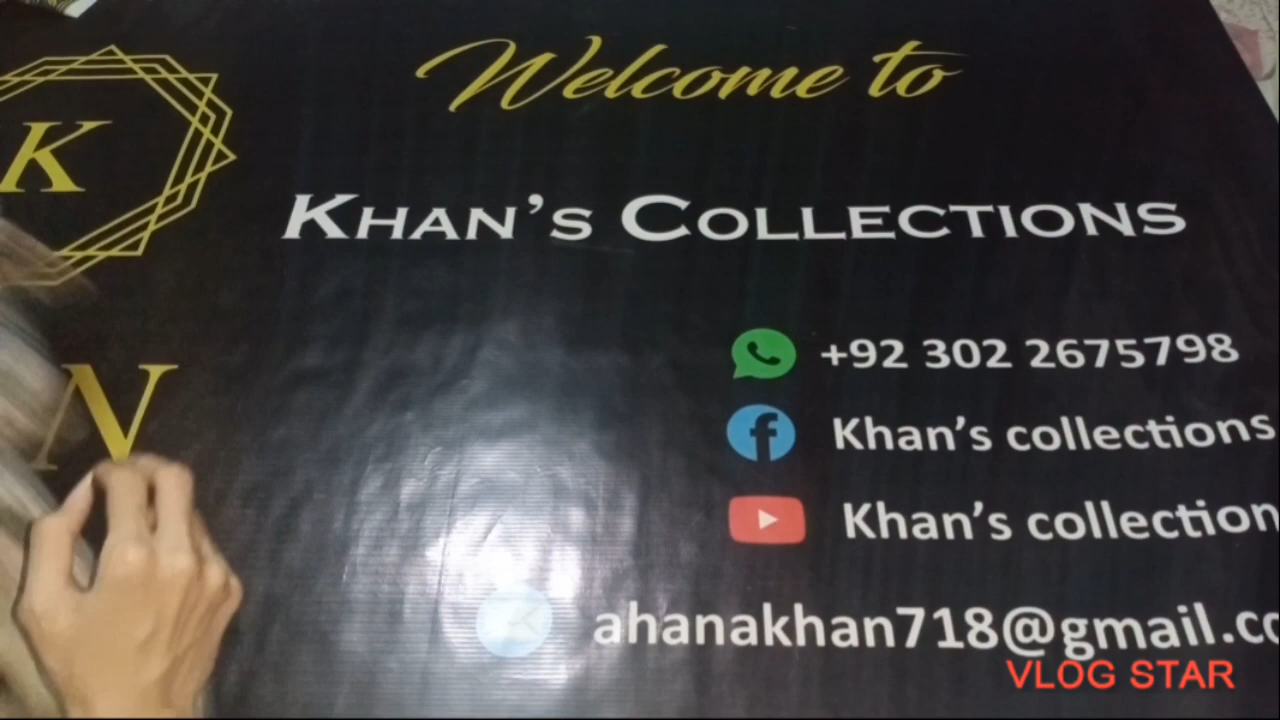 Welcome to
K
KHAN'S COLLECTIONS
+92 302 2675798
N
Khan's collections
Khan's collection
ahanakhan718@gmail.co
VLOG STAR